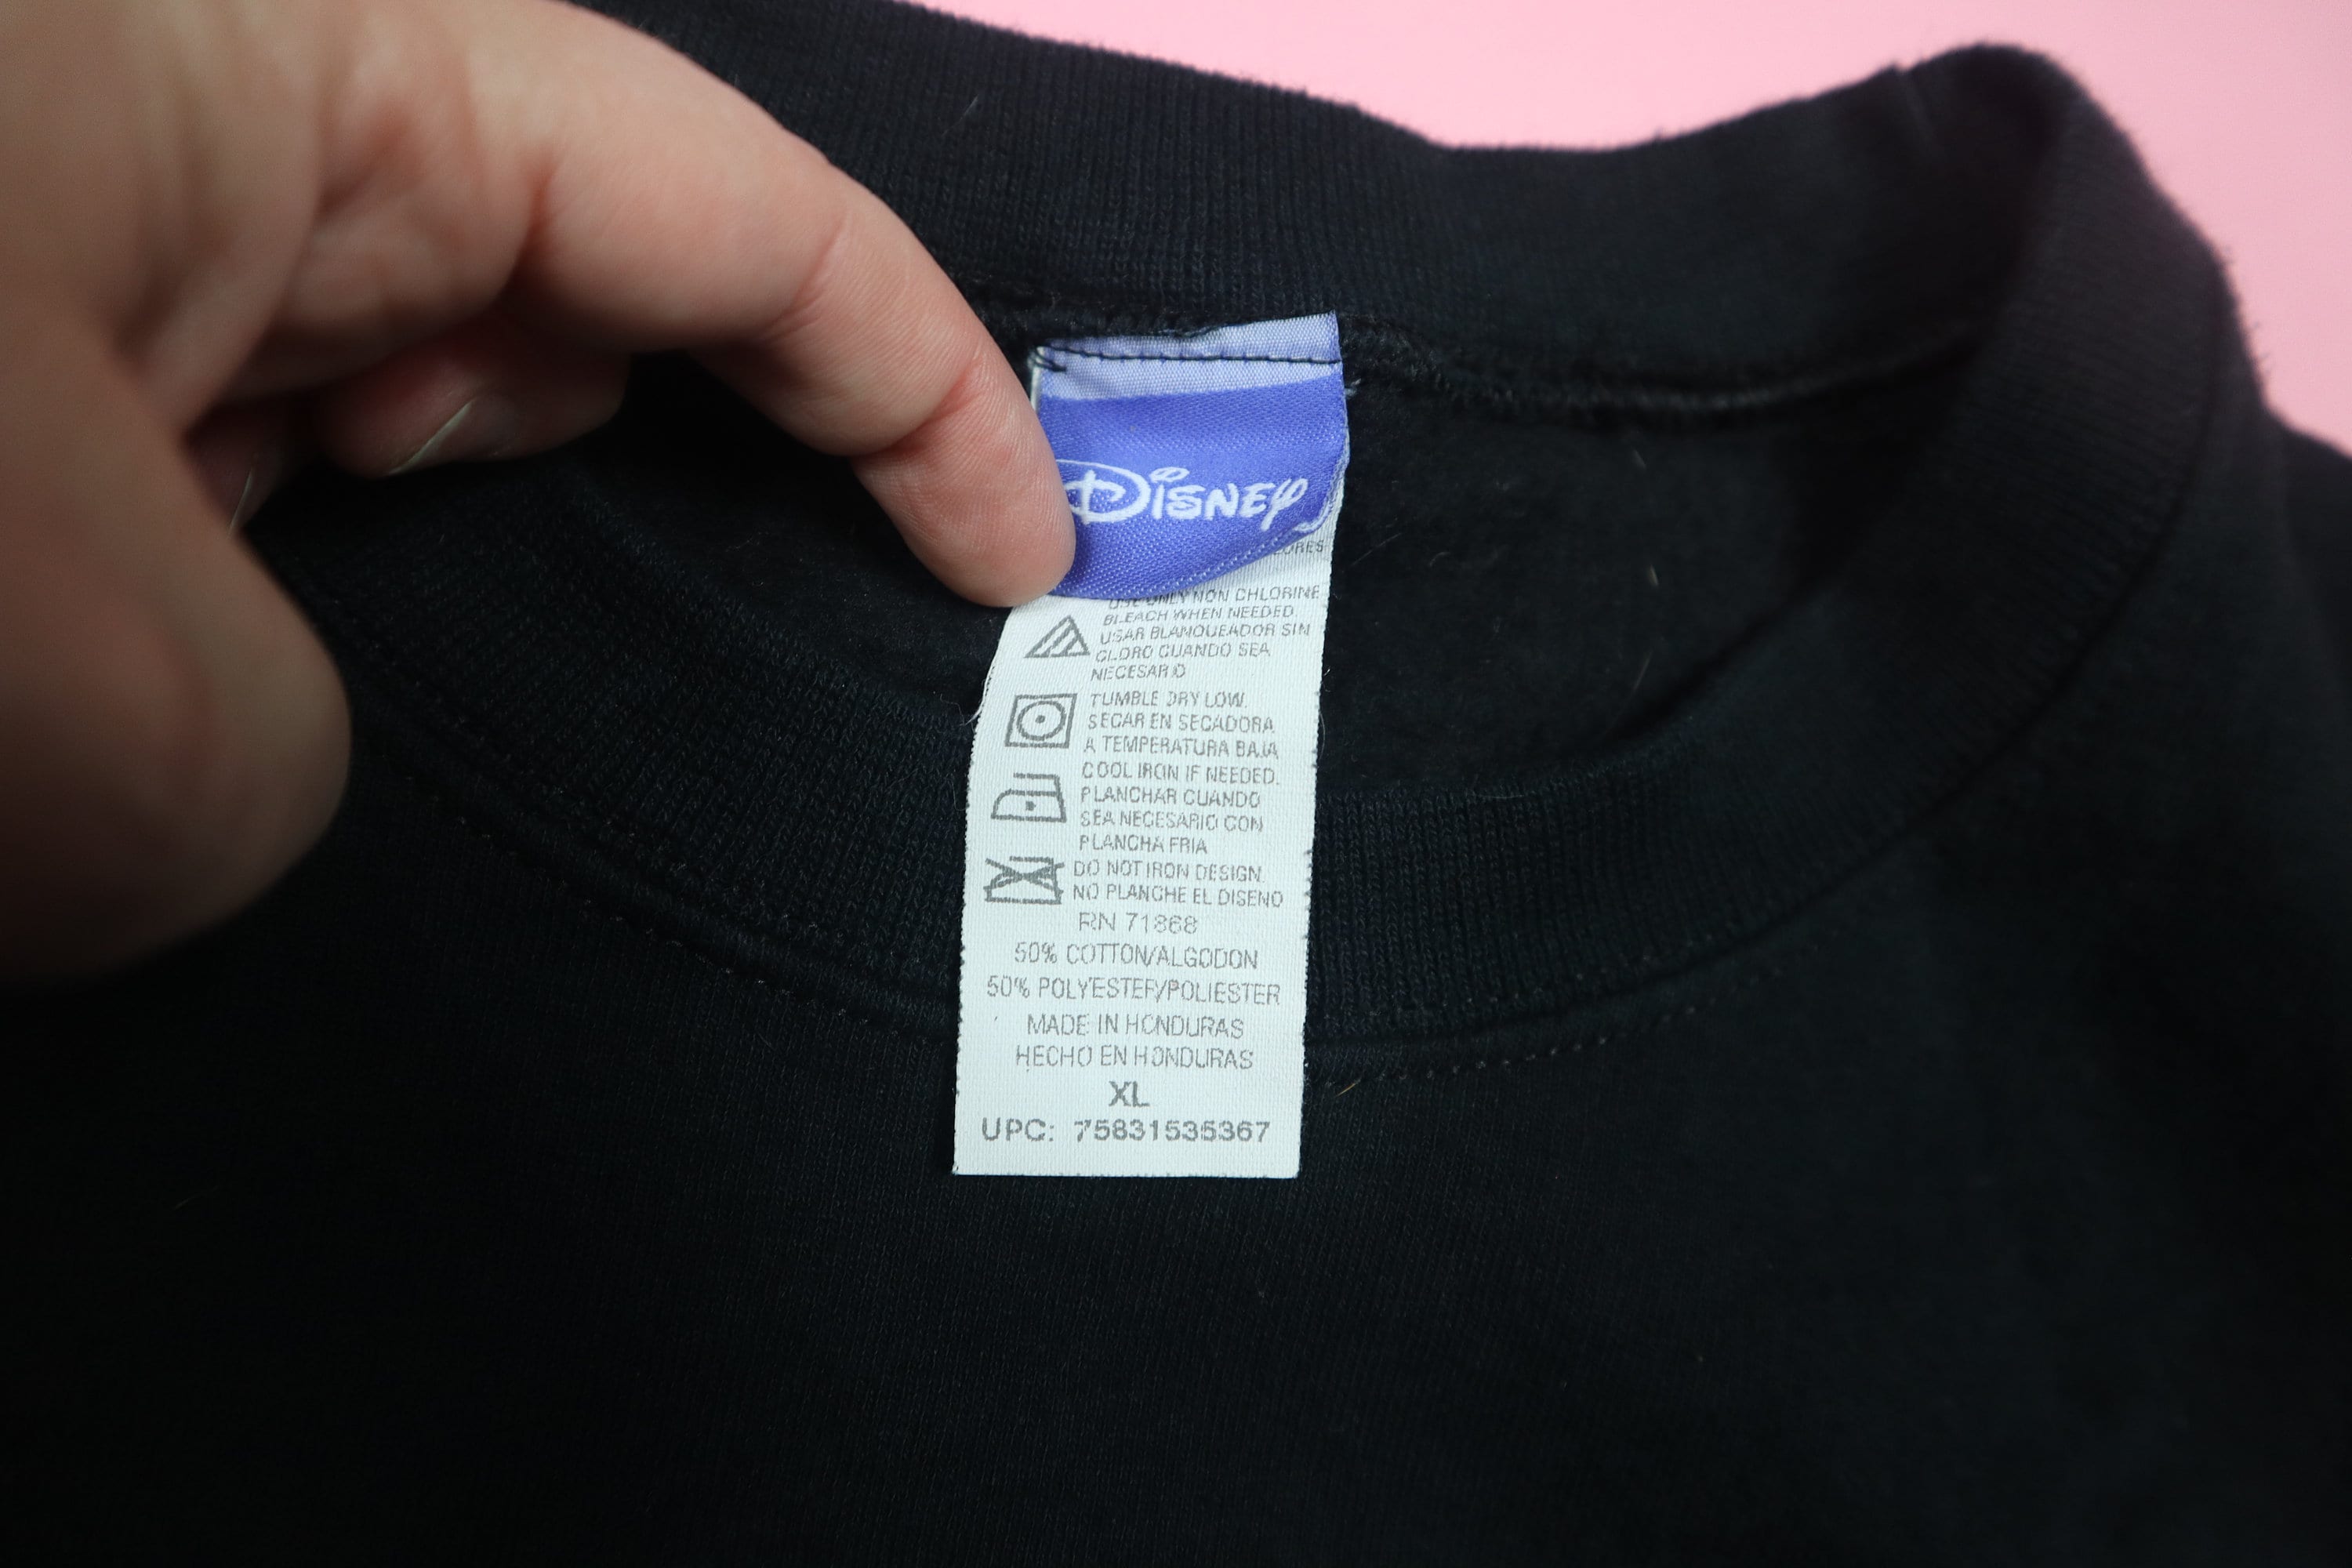 DISNEY
LORES
USE ONLY NON CHLORINE
BLEACH WHEN NEEDED.
USAR BLANQUEADOR SIN
CLORO CUANDO SEA
NECESARIO
TUMBLE DRY LOW.
SECAR EN SECADORA
A TEMPERATURA BAJA
COOL IRON IF NEEDED.
PLANCHAR CUANDO
SEA NECESARIO CON
PLANCHA FRIA
DO NOT IRON DESIGN
NO PLANCHE EL DISENO
RN 71868
50% COTTON/ALGODON
50% POLYESTER/POLIESTER
MADE IN HONDURAS
HECHO EN HONDURAS
XL
UPC: 75831535367